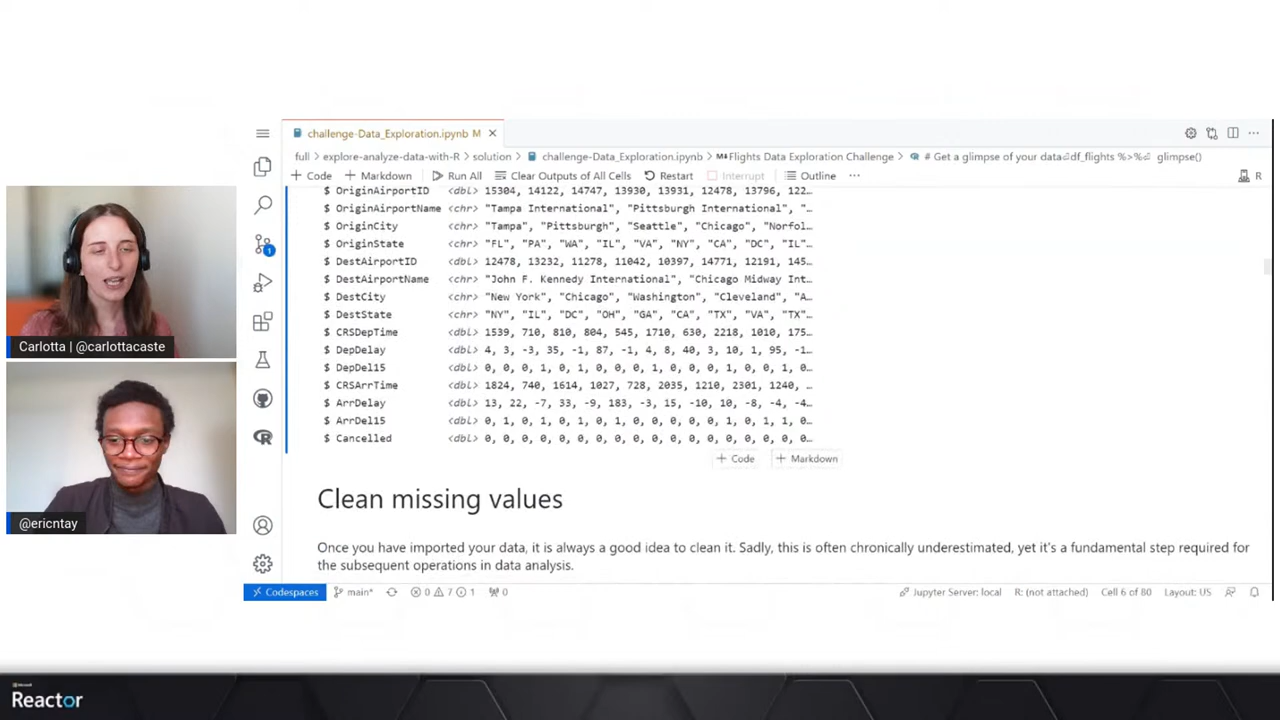 challenge-Data_Exploration.ipynb M
full > explore-analyze-data-with-R > solution > challenge-Data_Exploration.ipynb > M↓Flights Data Exploration Challenge > # Get a glimpse of your data⏎df_flights %>%⏎ glimpse()
+ Code + Markdown Run All Clear Outputs of All Cells Restart Interrupt Outline ... R
$ OriginAirportID <dbl> 15304, 14122, 14747, 13930, 13931, 12478, 13796, 122…
$ OriginAirportName <chr> "Tampa International", "Pittsburgh International", "…
$ OriginCity <chr> "Tampa", "Pittsburgh", "Seattle", "Chicago", "Norfol…
$ OriginState <chr> "FL", "PA", "WA", "IL", "VA", "NY", "CA", "DC", "IL"…
$ DestAirportID <dbl> 12478, 13232, 11278, 11042, 10397, 14771, 12191, 145…
$ DestAirportName <chr> "John F. Kennedy International", "Chicago Midway Int…
$ DestCity <chr> "New York", "Chicago", "Washington", "Cleveland", "A…
$ DestState <chr> "NY", "IL", "DC", "OH", "GA", "CA", "TX", "VA", "TX"…
$ CRSDepTime <dbl> 1539, 710, 810, 804, 545, 1710, 630, 2218, 1010, 175…
$ DepDelay <dbl> 4, 3, -3, 35, -1, 87, -1, 4, 8, 40, 3, 10, 1, 95, -1…
$ DepDel15 <dbl> 0, 0, 0, 1, 0, 1, 0, 0, 0, 1, 0, 0, 0, 1, 0, 0, 1, 0…
$ CRSArrTime <dbl> 1824, 740, 1614, 1027, 728, 2035, 1210, 2301, 1240, …
$ ArrDelay <dbl> 13, 22, -7, 33, -9, 183, -3, 15, -10, 10, -8, -4, -4…
$ ArrDel15 <dbl> 0, 1, 0, 1, 0, 1, 0, 1, 0, 0, 0, 0, 0, 1, 0, 1, 1, 0…
$ Cancelled <dbl> 0, 0, 0, 0, 0, 0, 0, 0, 0, 0, 0, 0, 0, 0, 0, 0, 0, 0…
+ Code + Markdown
Clean missing values
Once you have imported your data, it is always a good idea to clean it. Sadly, this is often chronically underestimated, yet it's a fundamental step required for
the subsequent operations in data analysis.
Codespaces main* 0 7 1 0 Jupyter Server: local R: (not attached) Cell 6 of 80 Layout: US
1
R
Carlotta | @carlottacaste
@ericntay
Microsoft
Reactor